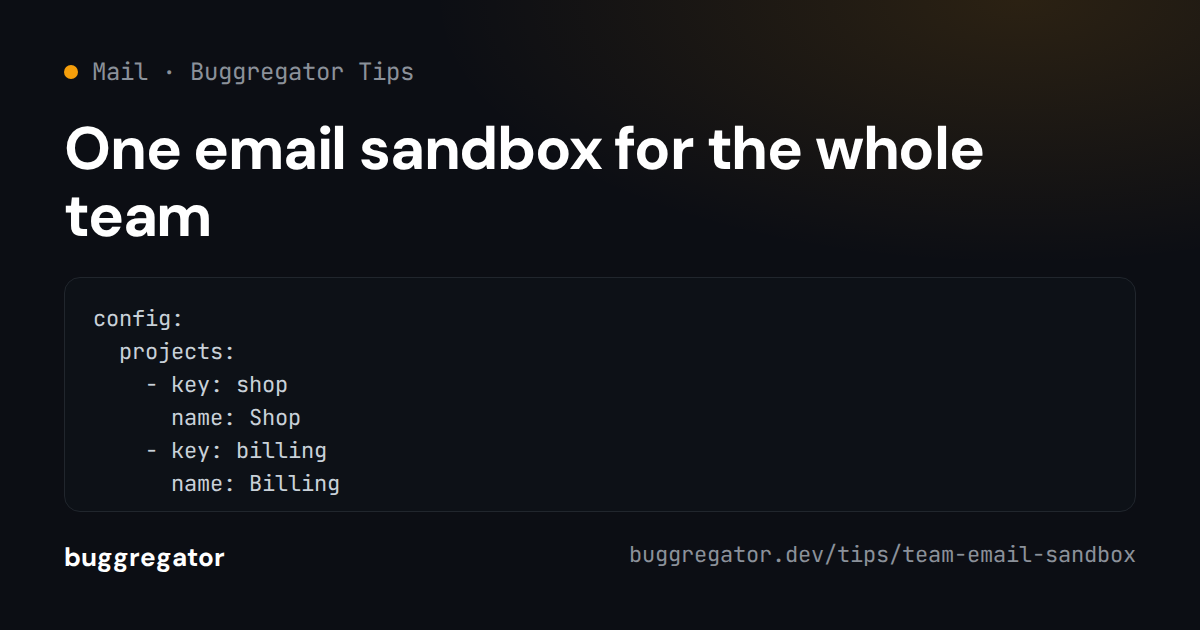 Mail · Buggregator Tips
One email sandbox for the whole
team
config:
  projects:
    - key: shop
      name: Shop
    - key: billing
      name: Billing
buggregator
buggregator.dev/tips/team-email-sandbox